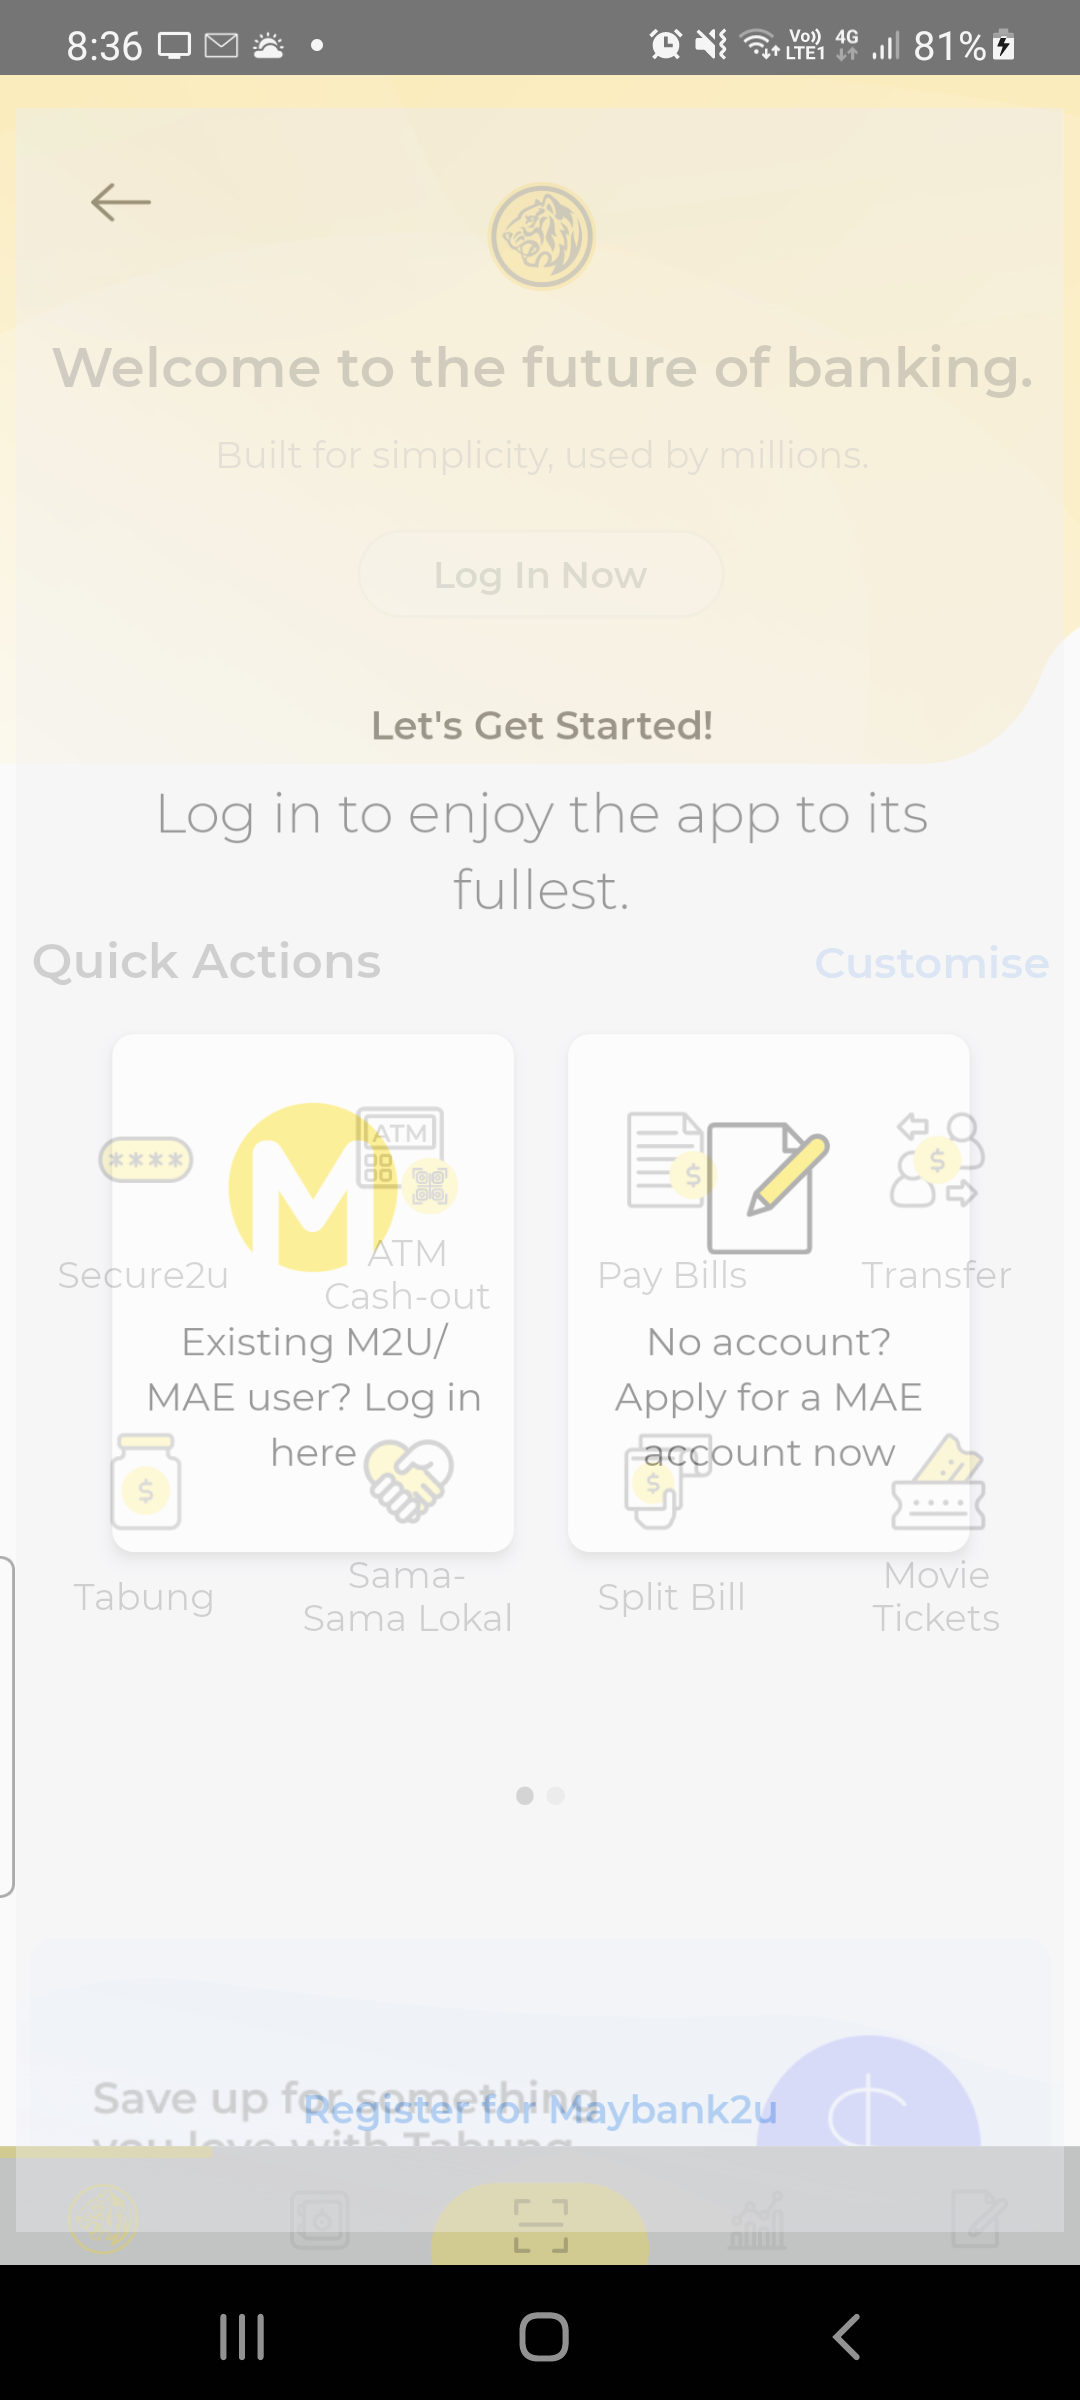 8:36
Vo)) LTE1 4G 81%
Welcome to the future of banking.
Built for simplicity, used by millions.
Log In Now
Let's Get Started!
Log in to enjoy the app to its
fullest.
Quick Actions
Customise
****
ATM
$
$
Secure2u
ATM
Cash-out
Pay Bills
Transfer
Existing M2U/
MAE user? Log in
here
No account?
Apply for a MAE
account now
$
$
Tabung
Sama-
Sama Lokal
Split Bill
Movie
Tickets
Save up for something
you love with Tabung
Register for Maybank2u
$